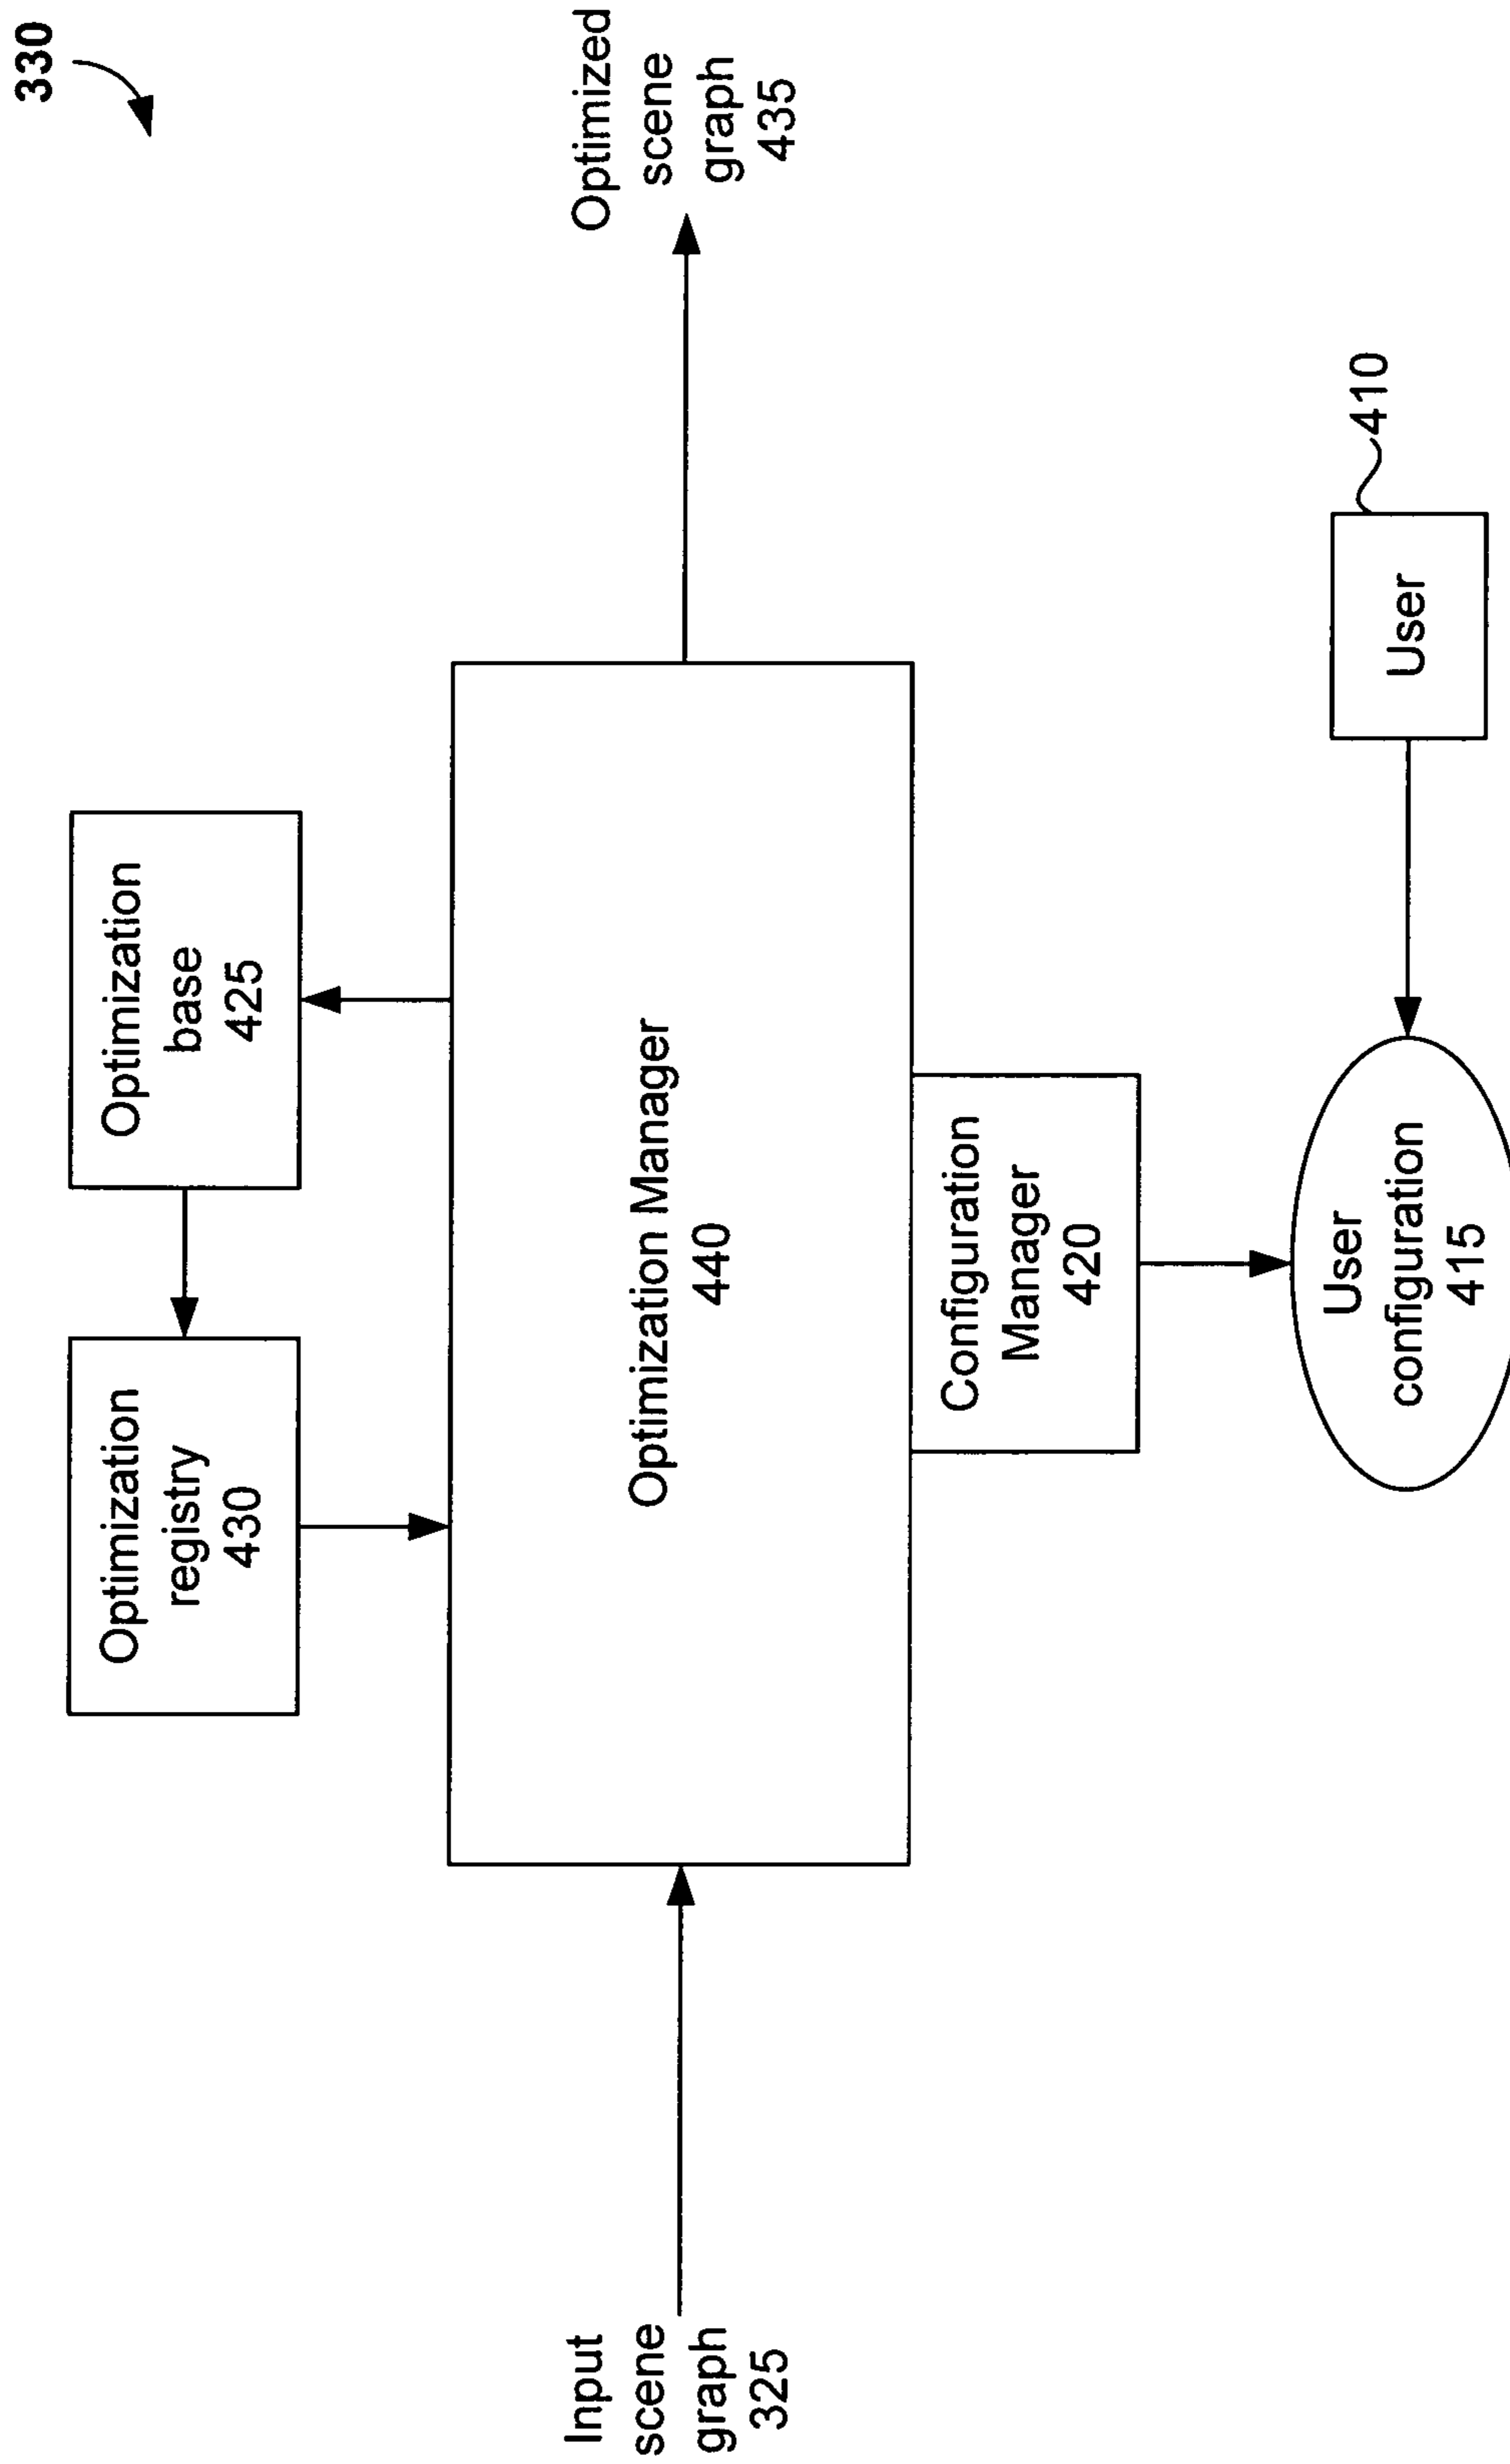 330
Optimization
registry
430
Optimization
base
425
Input
scene
graph
325
Optimization Manager
440
Optimized
scene
graph
435
Configuration
Manager
420
User
configuration
415
User
410